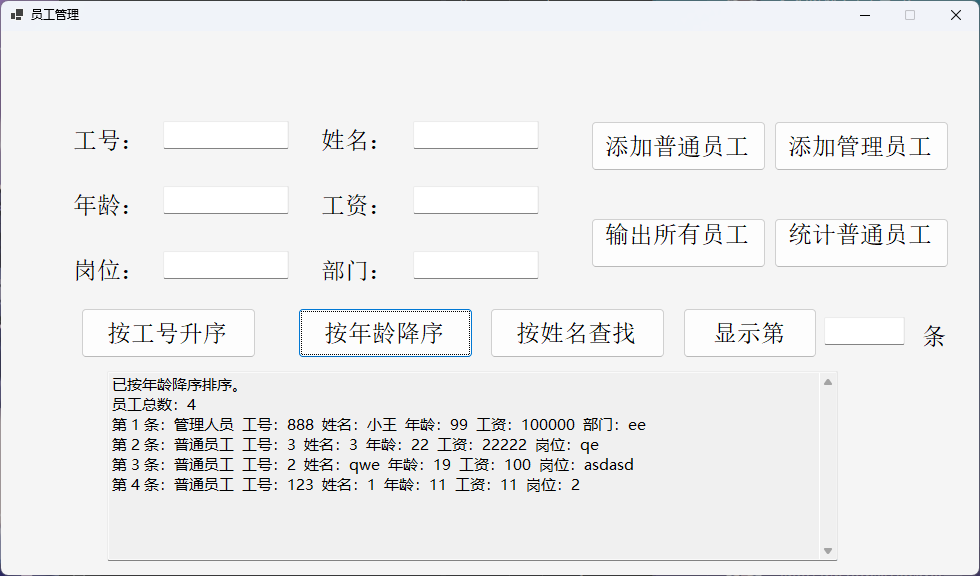 员工管理
工号： 姓名： 添加普通员工 添加管理员工
年龄： 工资： 输出所有员工 统计普通员工
岗位： 部门：
按工号升序 按年龄降序 按姓名查找 显示第 条
已按年龄降序排序。
员工总数：4
第 1 条：管理人员 工号：888 姓名：小王 年龄：99 工资：100000 部门：ee
第 2 条：普通员工 工号：3 姓名：3 年龄：22 工资：22222 岗位：qe
第 3 条：普通员工 工号：2 姓名：qwe 年龄：19 工资：100 岗位：asdasd
第 4 条：普通员工 工号：123 姓名：1 年龄：11 工资：11 岗位：2